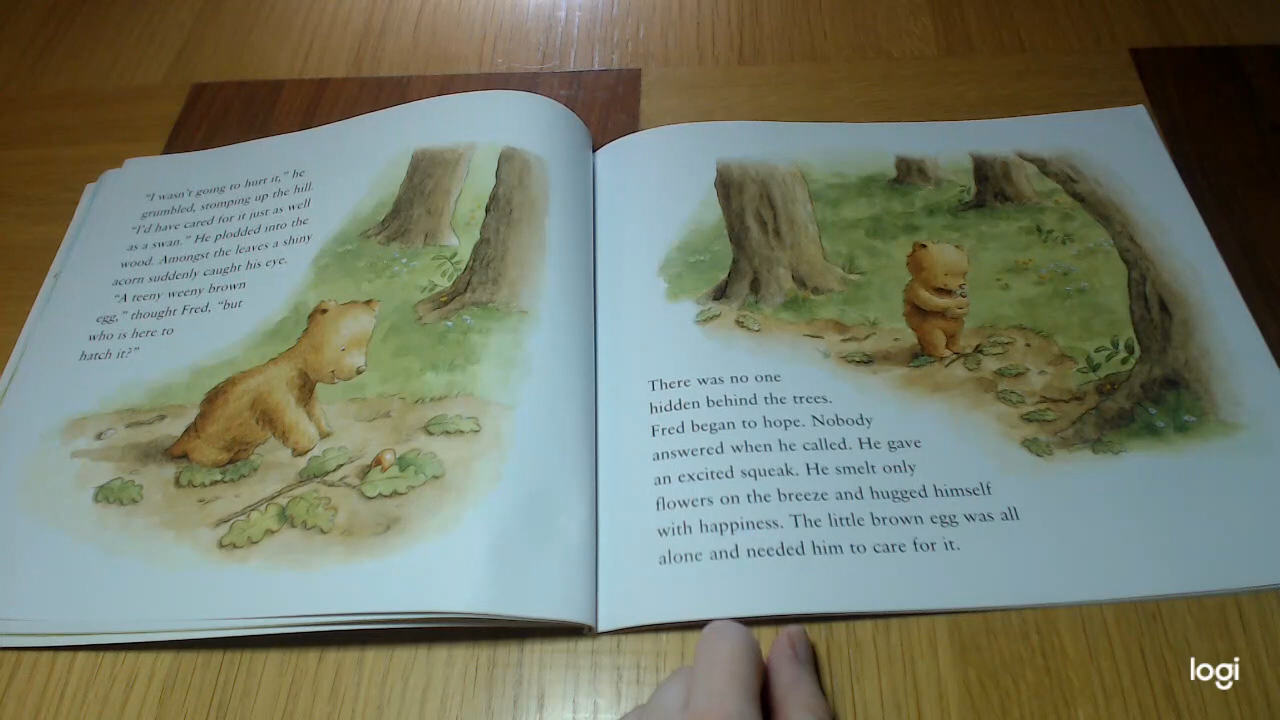 "I wasn't going to hurt it," he
grumbled, stomping up the hill.
"I'd have cared for it just as well
as a swan." He plodded into the
wood. Amongst the leaves a shiny
acorn suddenly caught his eye.
"A teeny weeny brown
egg," thought Fred, "but
who is here to
hatch it?"
There was no one
hidden behind the trees.
Fred began to hope. Nobody
answered when he called. He gave
an excited squeak. He smelt only
flowers on the breeze and hugged himself
with happiness. The little brown egg was all
alone and needed him to care for it.
logi